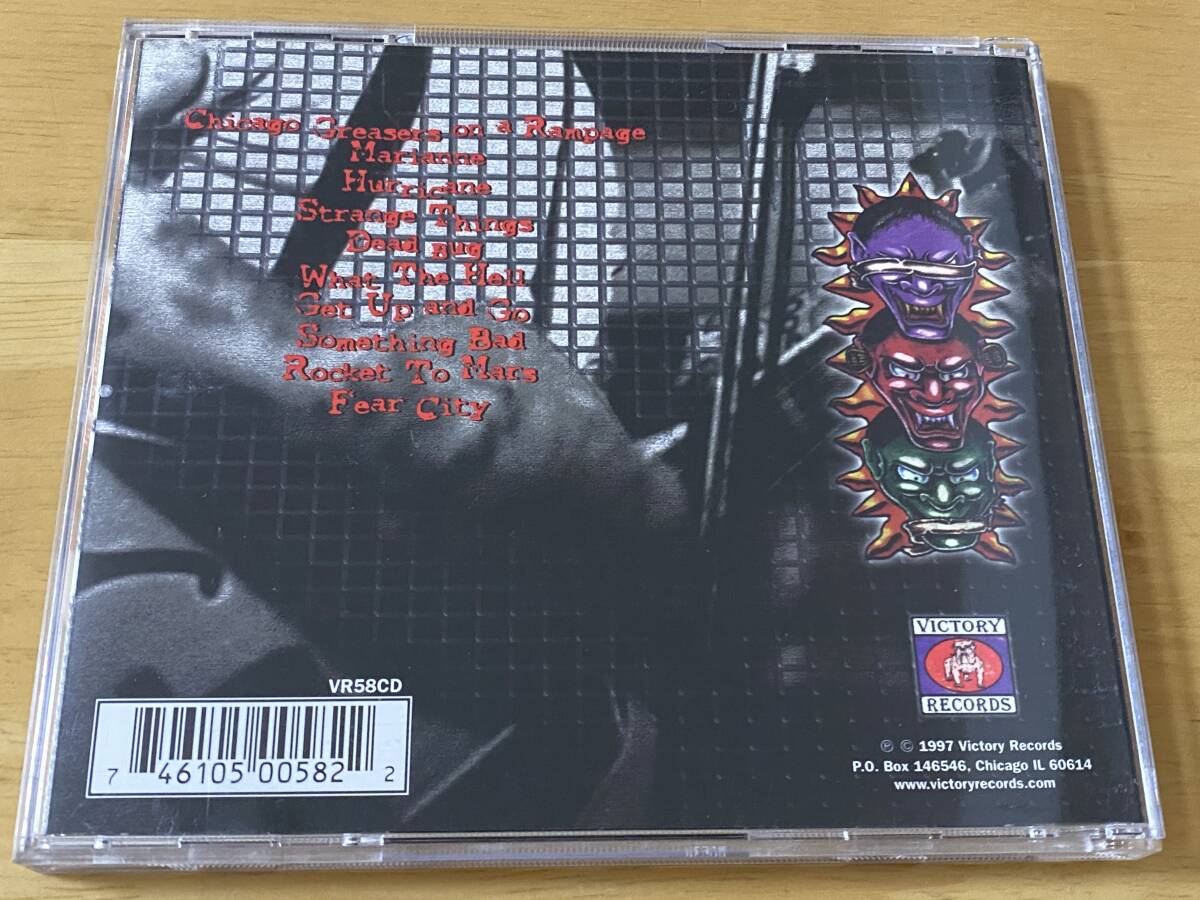 Chicago Greasers on a Rampage
Marianne
Hurricane
Strange Things
Dead Bug
What The Hell
Get Up and Go
Something Bad
Rocket To Mars
Fear City
VICTORY
RECORDS
VR58CD
7 46105 00582 2
℗ © 1997 Victory Records
P.O. Box 146546, Chicago IL 60614
www.victoryrecords.com